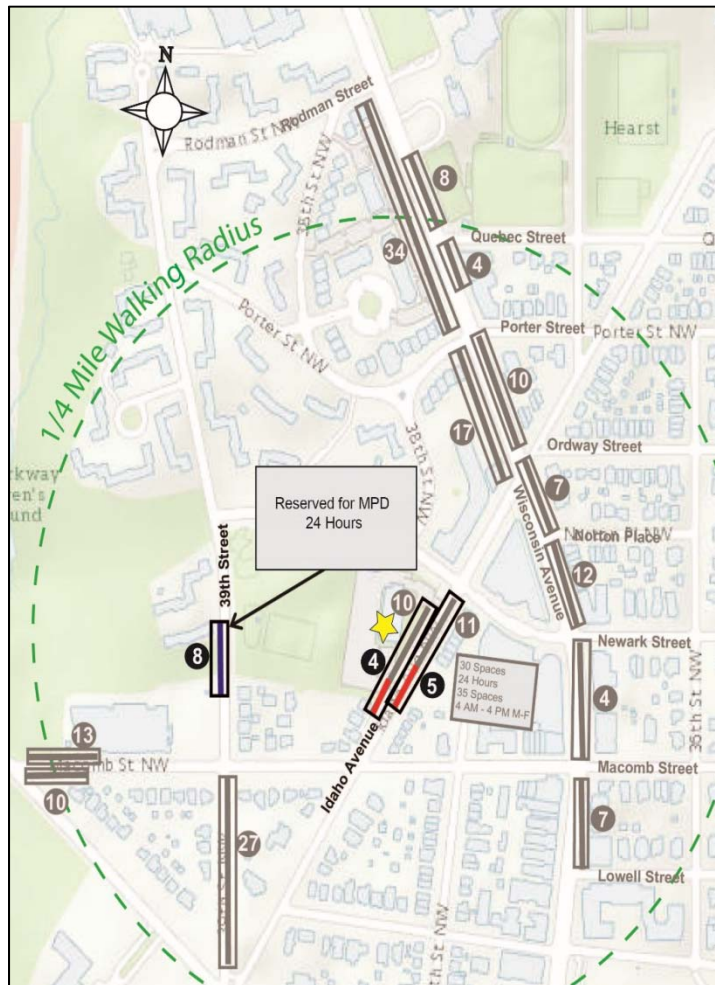 N
Rodman Street
Rodman St NW
38th St NW
Hearst
8
Quebec Street
34
4
1/4 Mile Walking Radius
Porter Street
Porter St NW
Porter St NW
10
17
38th St NW
Ordway Street
Reserved for MPD
24 Hours
7
Wisconsin Avenue
Norton Place
12
39th Street
10
11
8
4
5
30 Spaces
24 Hours
35 Spaces
4 AM - 4 PM M-F
Newark Street
4
36th St NW
13
Macomb St NW
Idaho Avenue
Macomb Street
10
7
27
Lowell Street